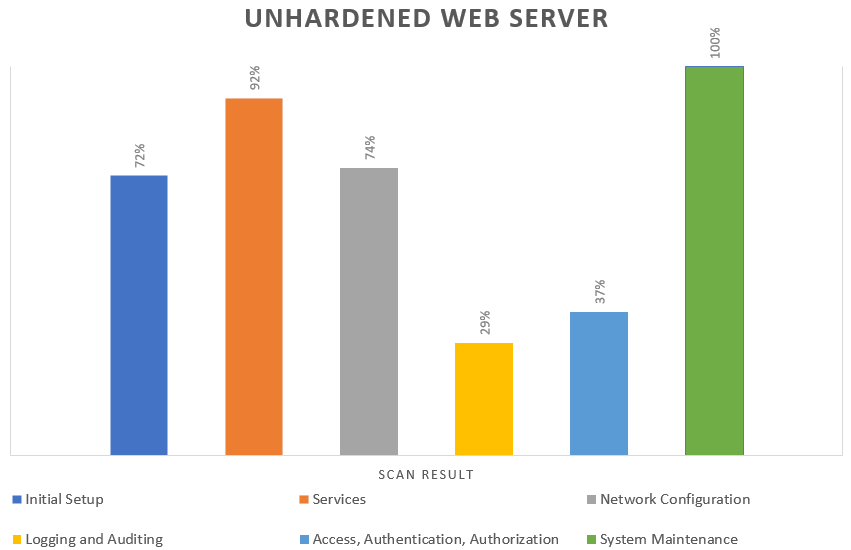 UNHARDENED WEB SERVER
72%
92%
74%
29%
37%
100%
SCAN RESULT
Initial Setup
Services
Network Configuration
Logging and Auditing
Access, Authentication, Authorization
System Maintenance